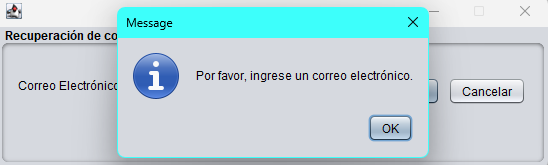 Message
Recuperación de co
Correo Electrónico
Por favor, ingrese un correo electrónico.
Cancelar
OK